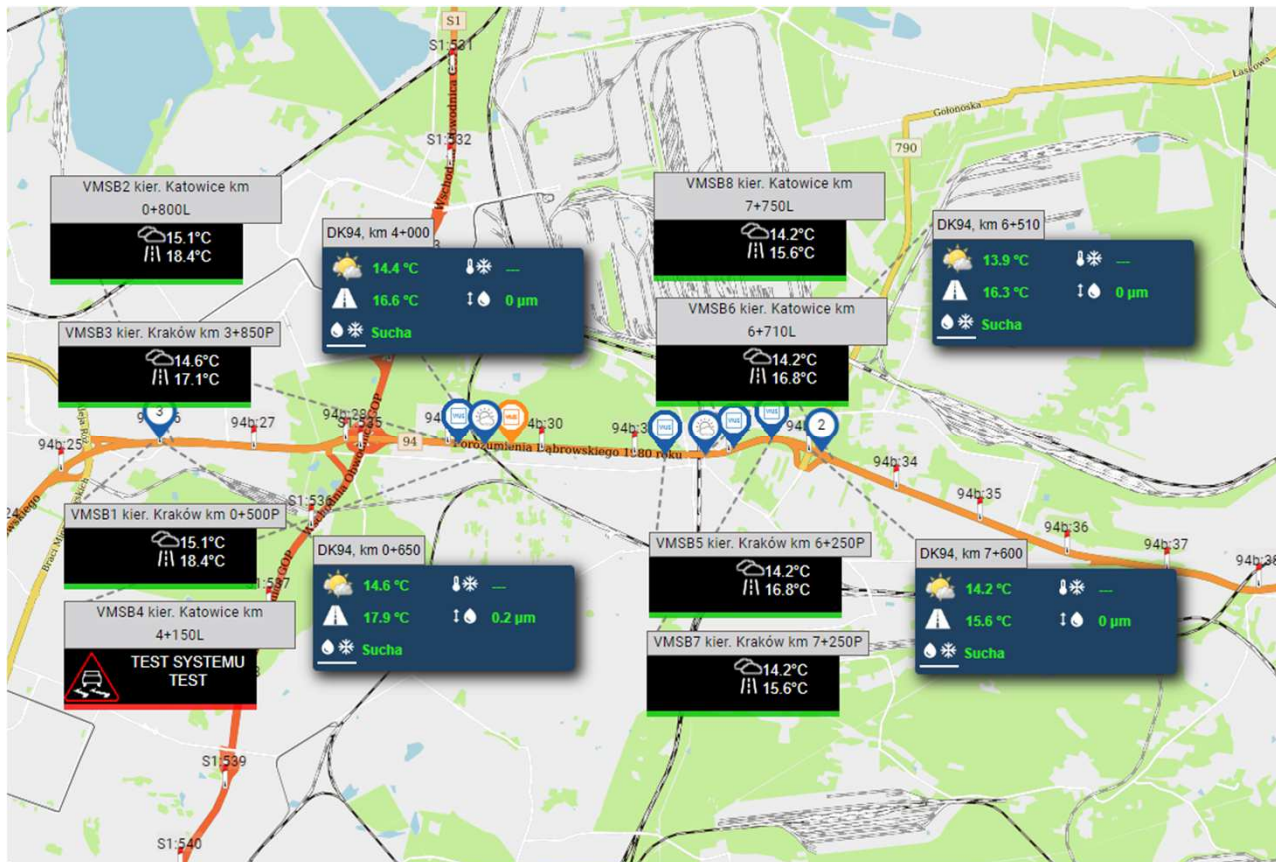 S1
S1:531
S1:532
Łaskowa
Gołonoska
790
VMSB2 kier. Katowice km
0+800L
15.1°C
18.4°C
VMSB8 kier. Katowice km
7+750L
14.2°C
15.6°C
DK94, km 4+000
14.4 °C
---
16.6 °C
0 µm
Sucha
DK94, km 6+510
13.9 °C
---
16.3 °C
0 µm
Sucha
VMSB3 kier. Kraków km 3+850P
14.6°C
17.1°C
VMSB6 kier. Katowice km
6+710L
14.2°C
16.8°C
3
2
94b:25
94b:27
94b:28
S1:535
94
4b:30
Porozumienia Dąbrowskiego 1980 roku
94b:34
94b:35
94b:36
94b:37
94b:38
S1:536
Wschodnia Obwodnica GOP
VMSB1 kier. Kraków km 0+500P
15.1°C
18.4°C
DK94, km 0+650
14.6 °C
---
17.9 °C
0.2 µm
Sucha
VMSB5 kier. Kraków km 6+250P
14.2°C
16.8°C
DK94, km 7+600
14.2 °C
---
15.6 °C
0 µm
Sucha
VMSB4 kier. Katowice km
4+150L
TEST SYSTEMU
TEST
VMSB7 kier. Kraków km 7+250P
14.2°C
15.6°C
S1:539
S1:540